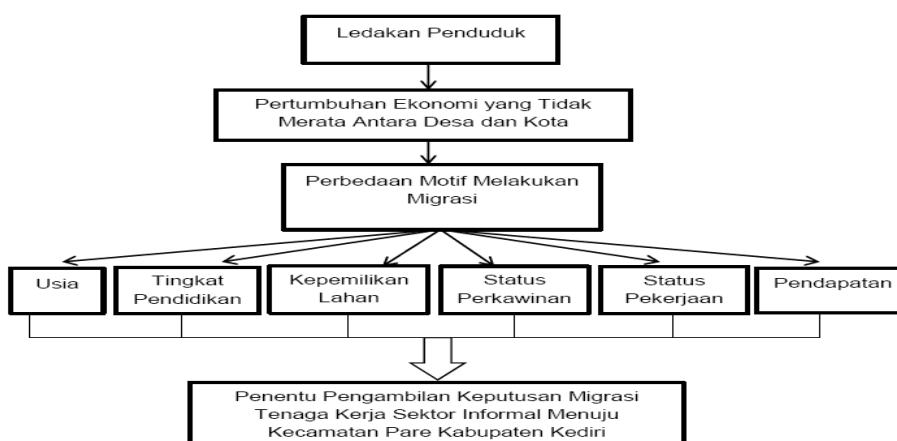 Ledakan Penduduk
Pertumbuhan Ekonomi yang Tidak
Merata Antara Desa dan Kota
Perbedaan Motif Melakukan
Migrasi
Usia
Tingkat
Pendidikan
Kepemilikan
Lahan
Status
Perkawinan
Status
Pekerjaan
Pendapatan
Penentu Pengambilan Keputusan Migrasi
Tenaga Kerja Sektor Informal Menuju
Kecamatan Pare Kabupaten Kediri